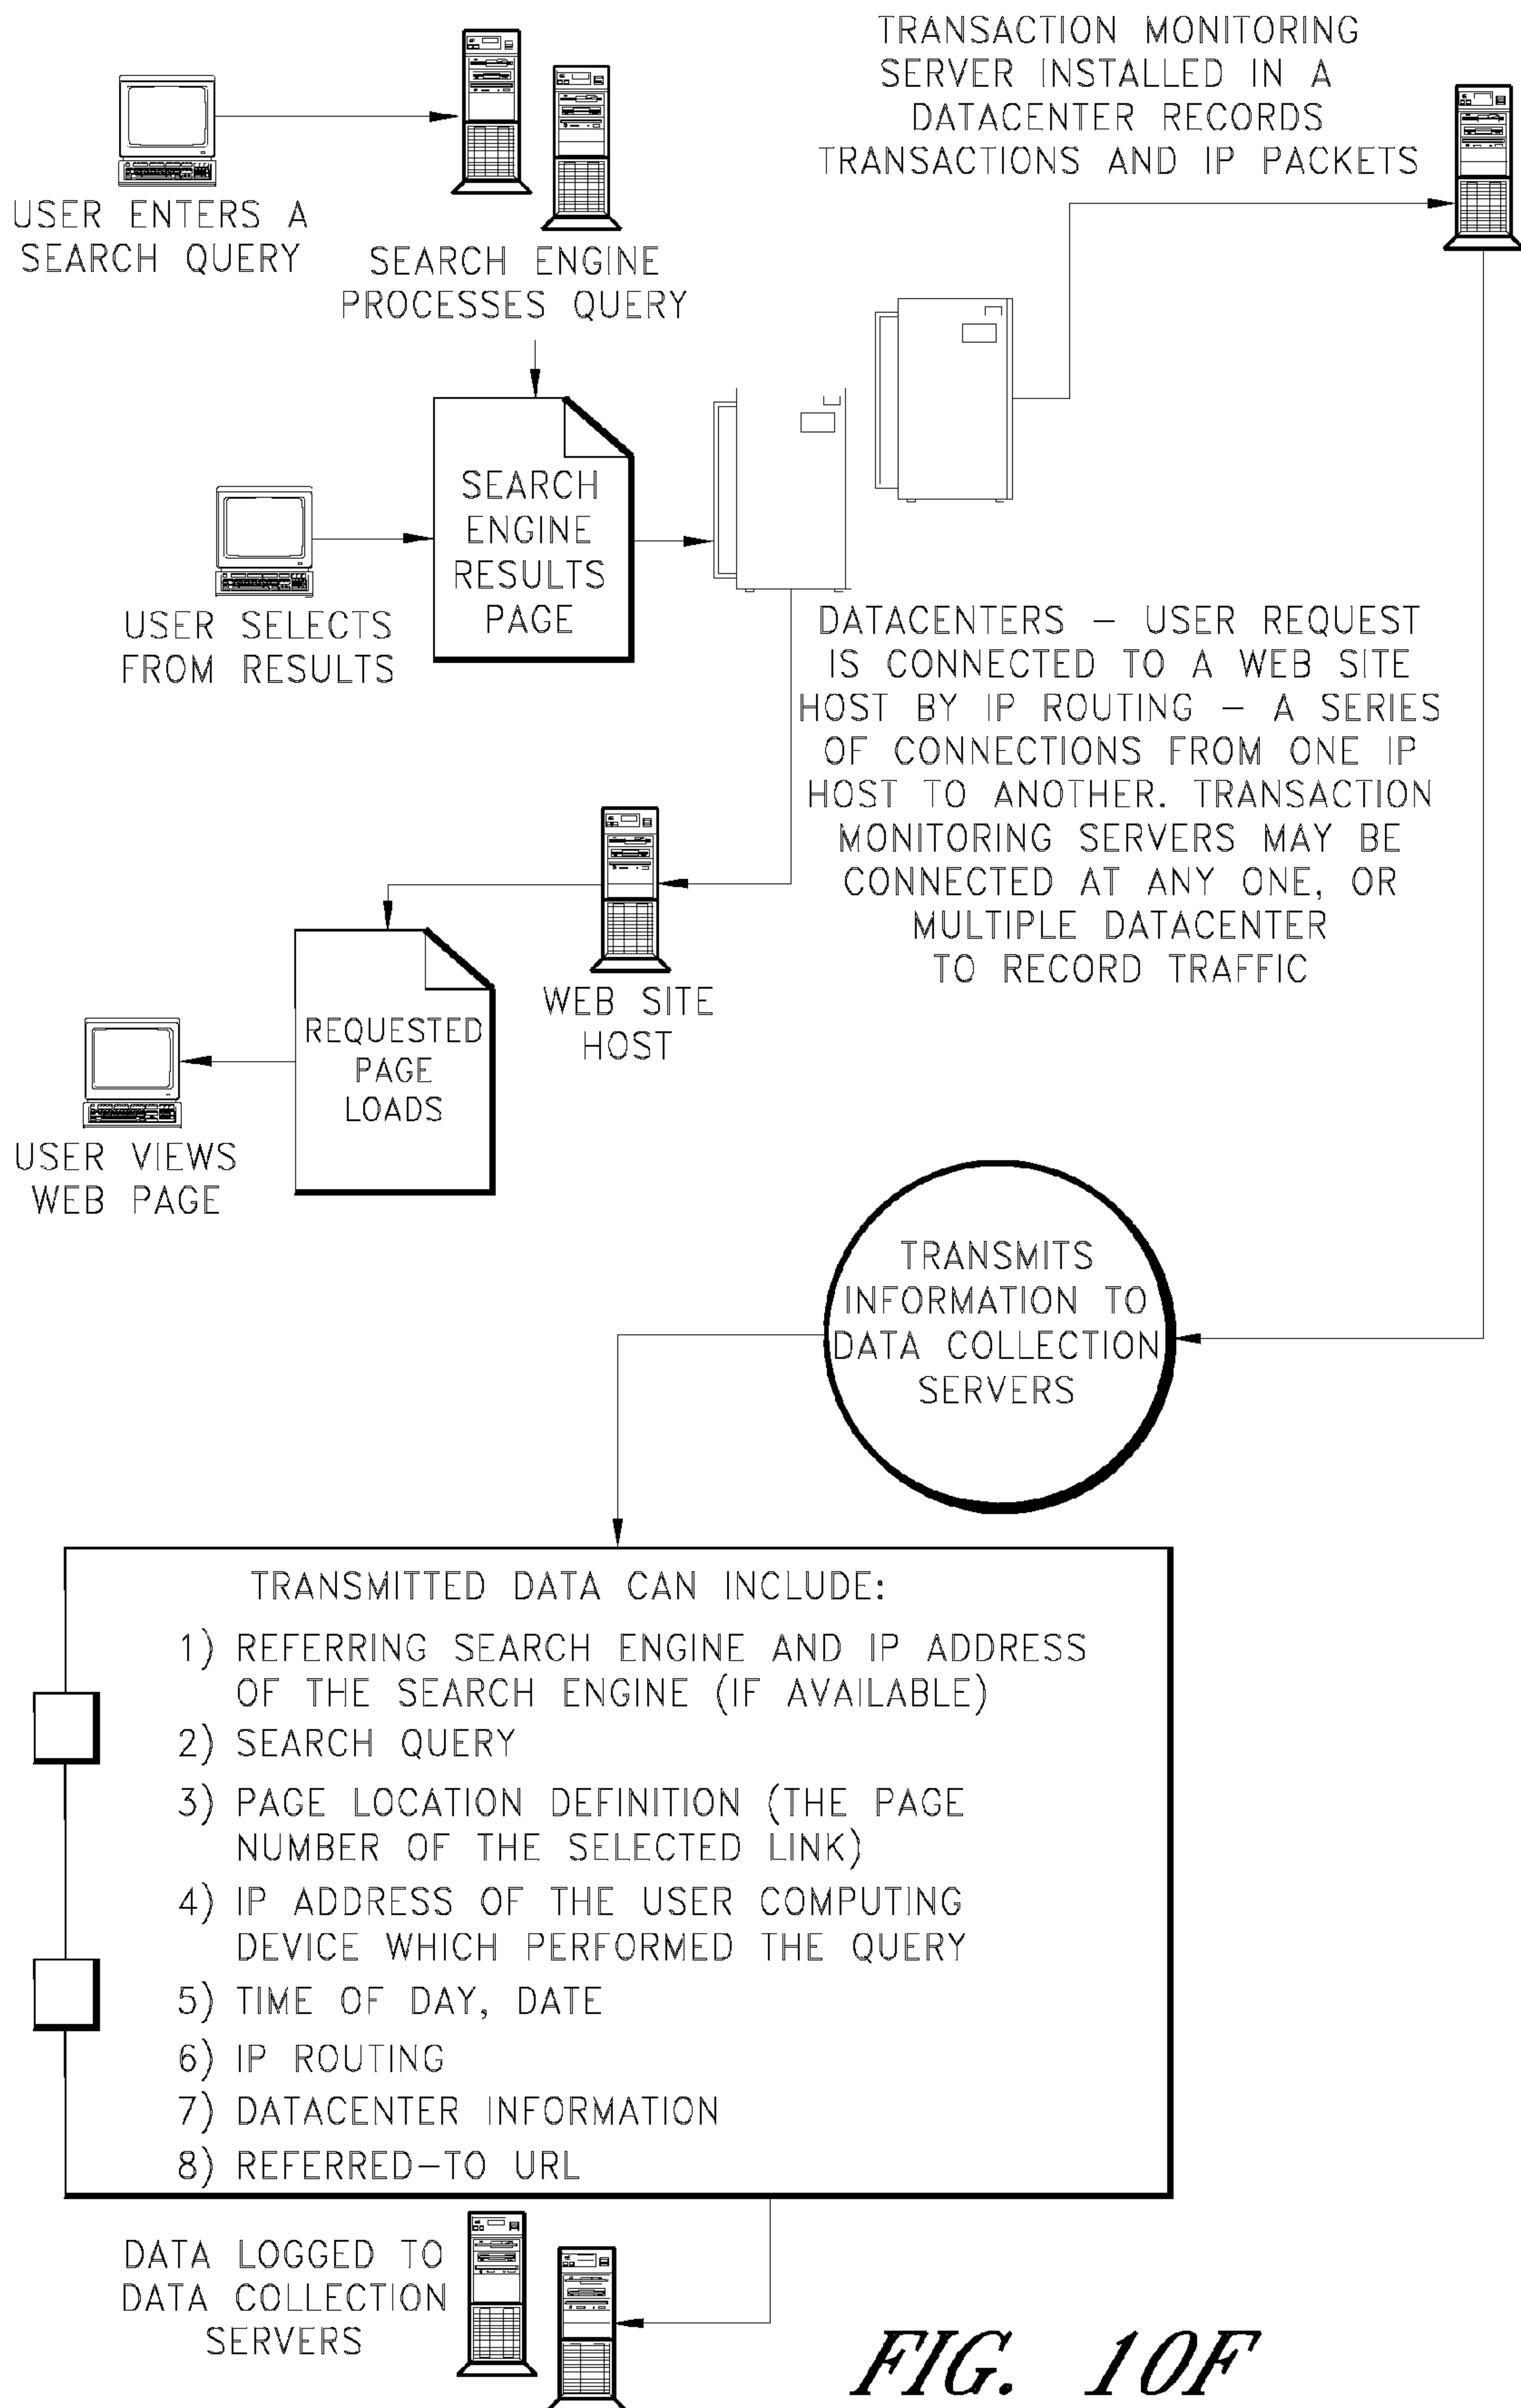 TRANSACTION MONITORING
SERVER INSTALLED IN A
DATACENTER RECORDS
TRANSACTIONS AND IP PACKETS
USER ENTERS A
SEARCH QUERY
SEARCH ENGINE
PROCESSES QUERY
SEARCH
ENGINE
RESULTS
PAGE
USER SELECTS
FROM RESULTS
DATACENTERS – USER REQUEST
IS CONNECTED TO A WEB SITE
HOST BY IP ROUTING – A SERIES
OF CONNECTIONS FROM ONE IP
HOST TO ANOTHER. TRANSACTION
MONITORING SERVERS MAY BE
CONNECTED AT ANY ONE, OR
MULTIPLE DATACENTER
TO RECORD TRAFFIC
WEB SITE
HOST
REQUESTED
PAGE
LOADS
USER VIEWS
WEB PAGE
TRANSMITS
INFORMATION TO
DATA COLLECTION
SERVERS
TRANSMITTED DATA CAN INCLUDE:
1) REFERRING SEARCH ENGINE AND IP ADDRESS
OF THE SEARCH ENGINE (IF AVAILABLE)
2) SEARCH QUERY
3) PAGE LOCATION DEFINITION (THE PAGE
NUMBER OF THE SELECTED LINK)
4) IP ADDRESS OF THE USER COMPUTING
DEVICE WHICH PERFORMED THE QUERY
5) TIME OF DAY, DATE
6) IP ROUTING
7) DATACENTER INFORMATION
8) REFERRED–TO URL
DATA LOGGED TO
DATA COLLECTION
SERVERS
FIG. 10F